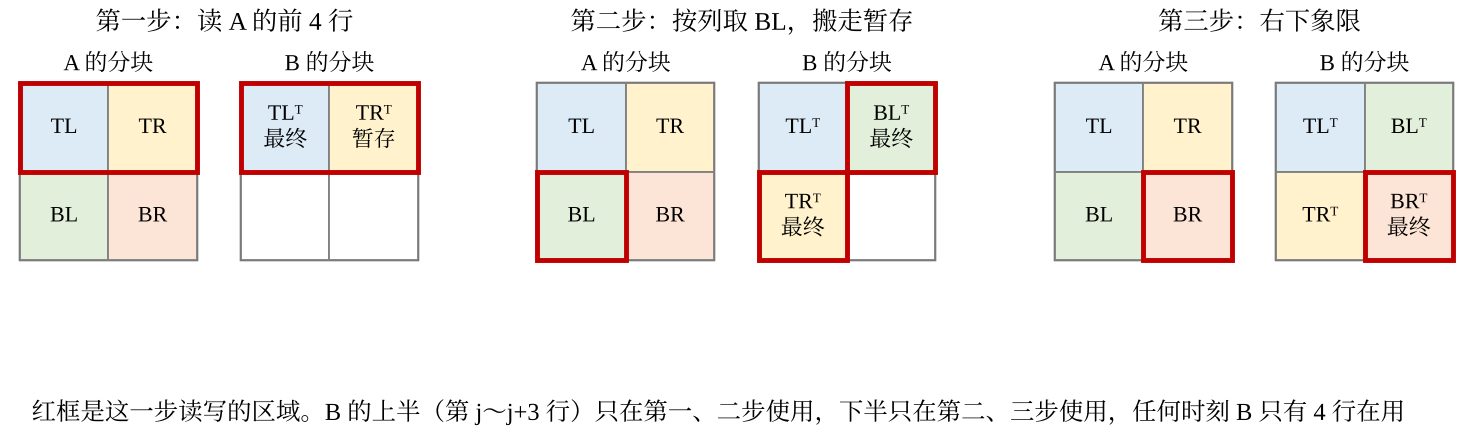 第一步：读 A 的前 4 行
A 的分块
B 的分块
TL
TR
BL
BR
TLᵀ
最终
TRᵀ
暂存
第二步：按列取 BL，搬走暂存
A 的分块
B 的分块
TL
TR
BL
BR
TLᵀ
BLᵀ
最终
TRᵀ
最终
第三步：右下象限
A 的分块
B 的分块
TL
TR
BL
BR
TLᵀ
BLᵀ
TRᵀ
BRᵀ
最终
红框是这一步读写的区域。B 的上半（第 j～j+3 行）只在第一、二步使用，下半只在第二、三步使用，任何时刻 B 只有 4 行在用